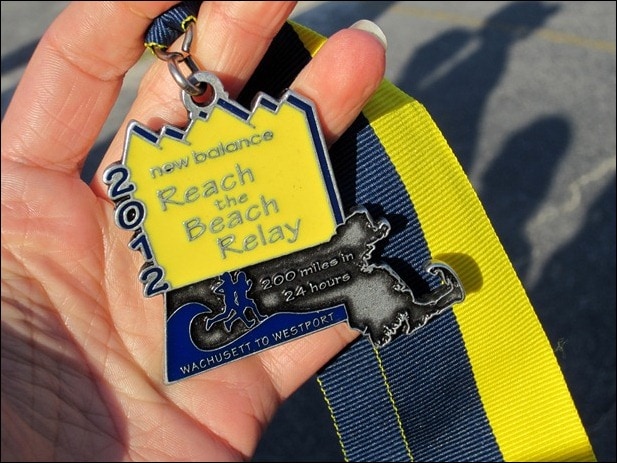 new balance
Reach
the
Beach
Relay
2012
200 miles in
24 hours
WACHUSETT TO WESTPORT